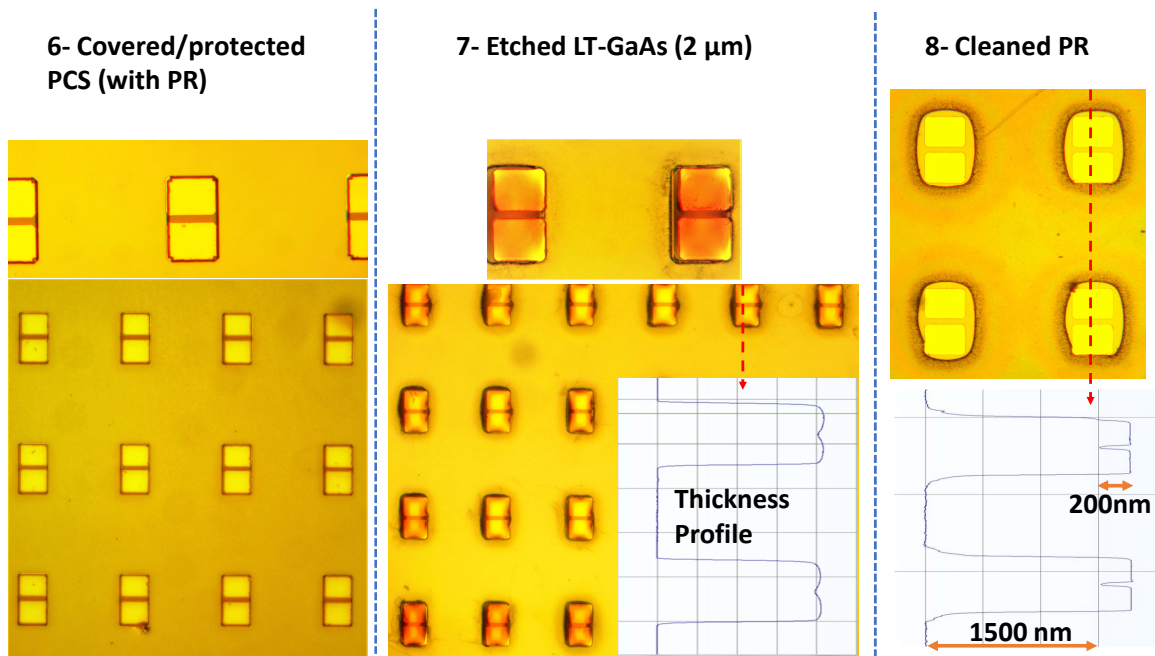 6- Covered/protected
PCS (with PR)
7- Etched LT-GaAs (2 µm)
8- Cleaned PR
Thickness
Profile
200nm
1500 nm